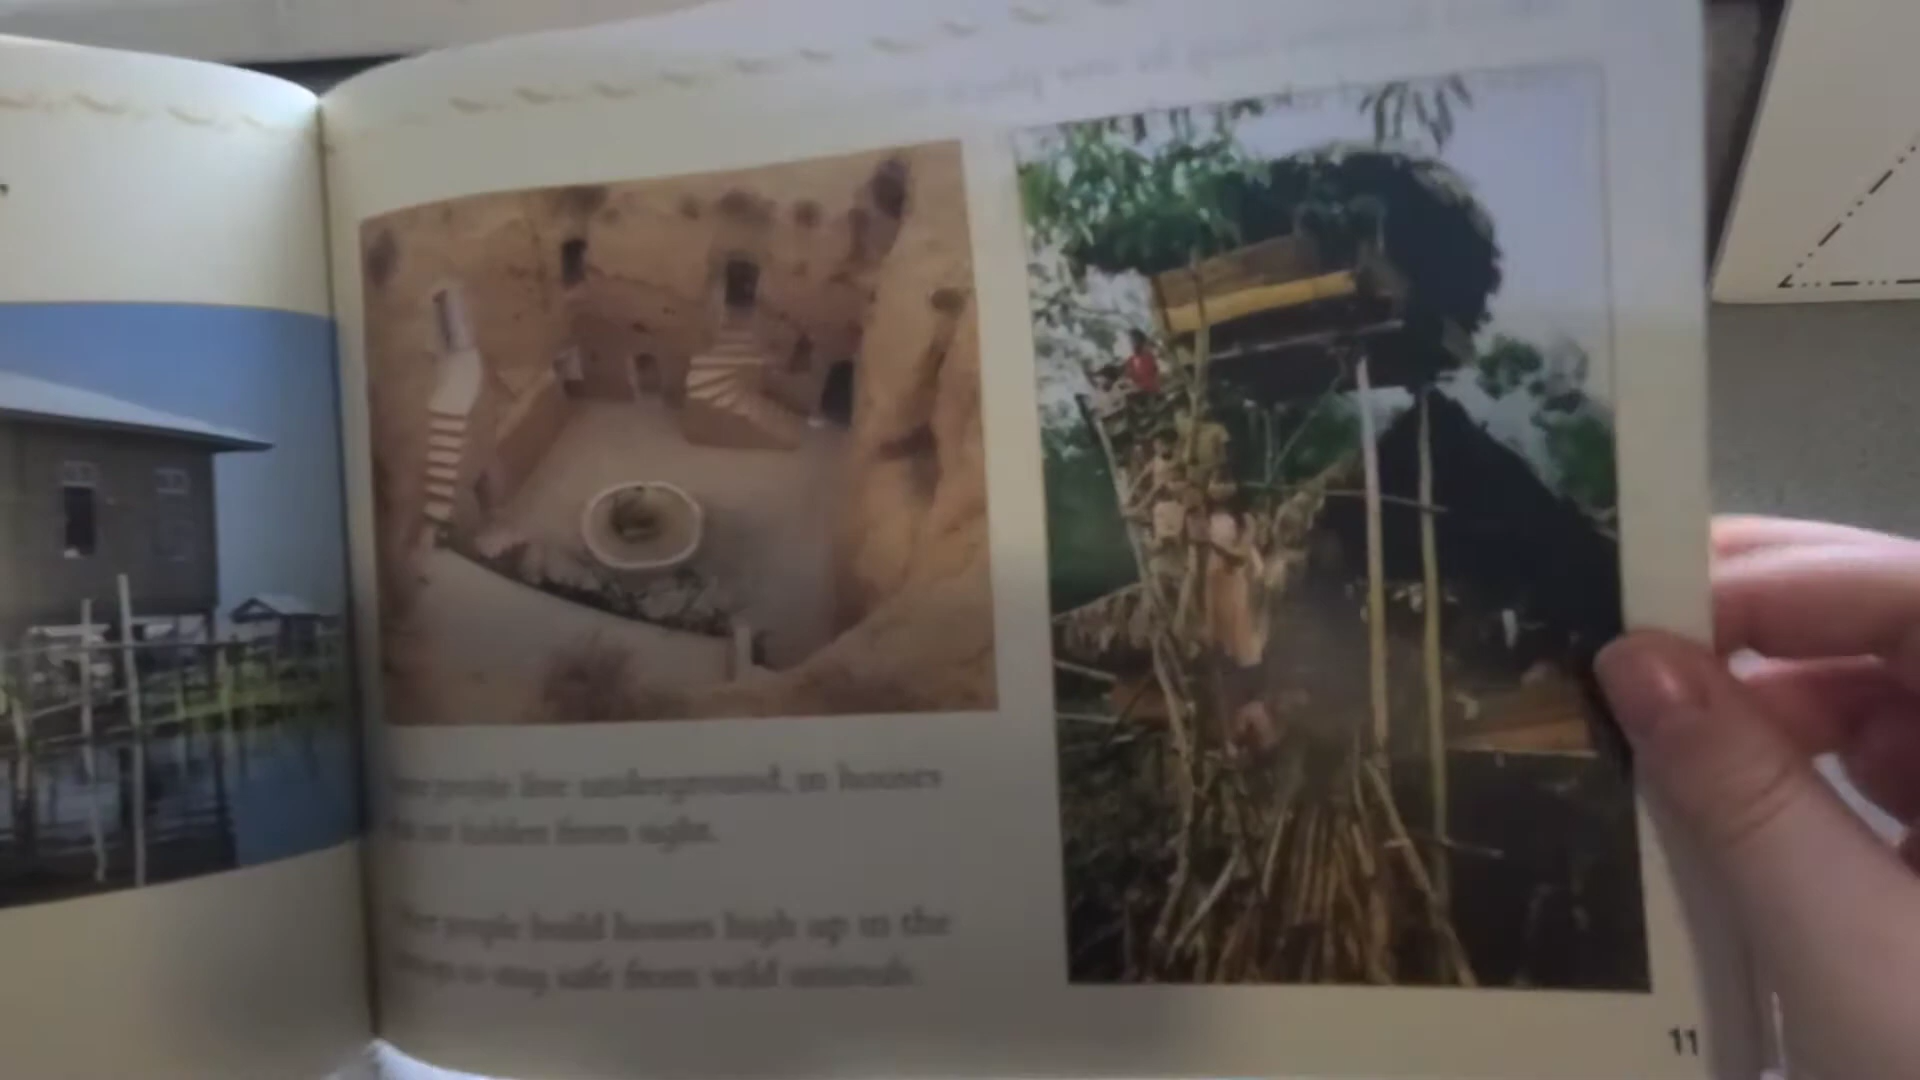 people live underground, in houses
hidden from sight.
people build houses high up in the
to stay safe from wild animals.
11